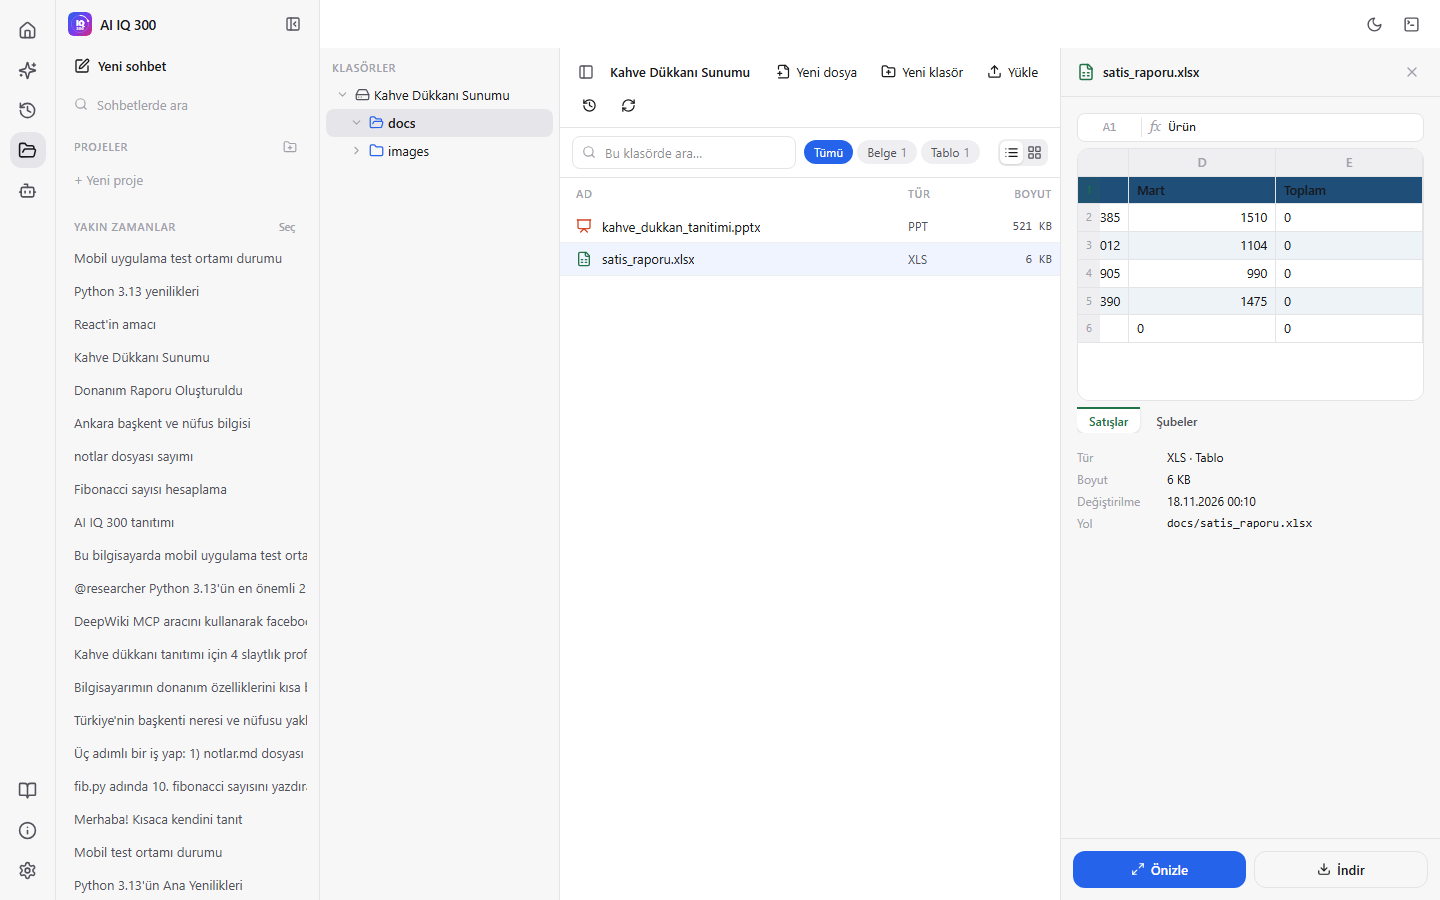 AI IQ 300
Yeni sohbet
Sohbetlerde ara
PROJELER
+ Yeni proje
YAKIN ZAMANLAR Seç
Mobil uygulama test ortamı durumu
Python 3.13 yenilikleri
React'in amacı
Kahve Dükkanı Sunumu
Donanım Raporu Oluşturuldu
Ankara başkent ve nüfus bilgisi
notlar dosyası sayımı
Fibonacci sayısı hesaplama
AI IQ 300 tanıtımı
Bu bilgisayarda mobil uygulama test orta
@researcher Python 3.13'ün en önemli 2
DeepWiki MCP aracını kullanarak facebo
Kahve dükkanı tanıtımı için 4 slaytlık prof
Bilgisayarımın donanım özelliklerini kısa b
Türkiye'nin başkenti neresi ve nüfusu yakl
Üç adımlı bir iş yap: 1) notlar.md dosyası
fib.py adında 10. fibonacci sayısını yazdır
Merhaba! Kısaca kendini tanıt
Mobil test ortamı durumu
Python 3.13'ün Ana Yenilikleri
KLASÖRLER
Kahve Dükkanı Sunumu
docs
images
Kahve Dükkanı Sunumu Yeni dosya Yeni klasör Yükle
Bu klasörde ara... Tümü Belge 1 Tablo 1
AD TÜR BOYUT
kahve_dukkan_tanitimi.pptx PPT 521 KB
satis_raporu.xlsx XLS 6 KB
satis_raporu.xlsx
A1 fx Ürün
D E
1 Mart Toplam
2 385 1510 0
3 012 1104 0
4 905 990 0
5 390 1475 0
6 0 0
Satışlar Şubeler
Tür XLS · Tablo
Boyut 6 KB
Değiştirilme 18.11.2026 00:10
Yol docs/satis_raporu.xlsx
Önizle İndir